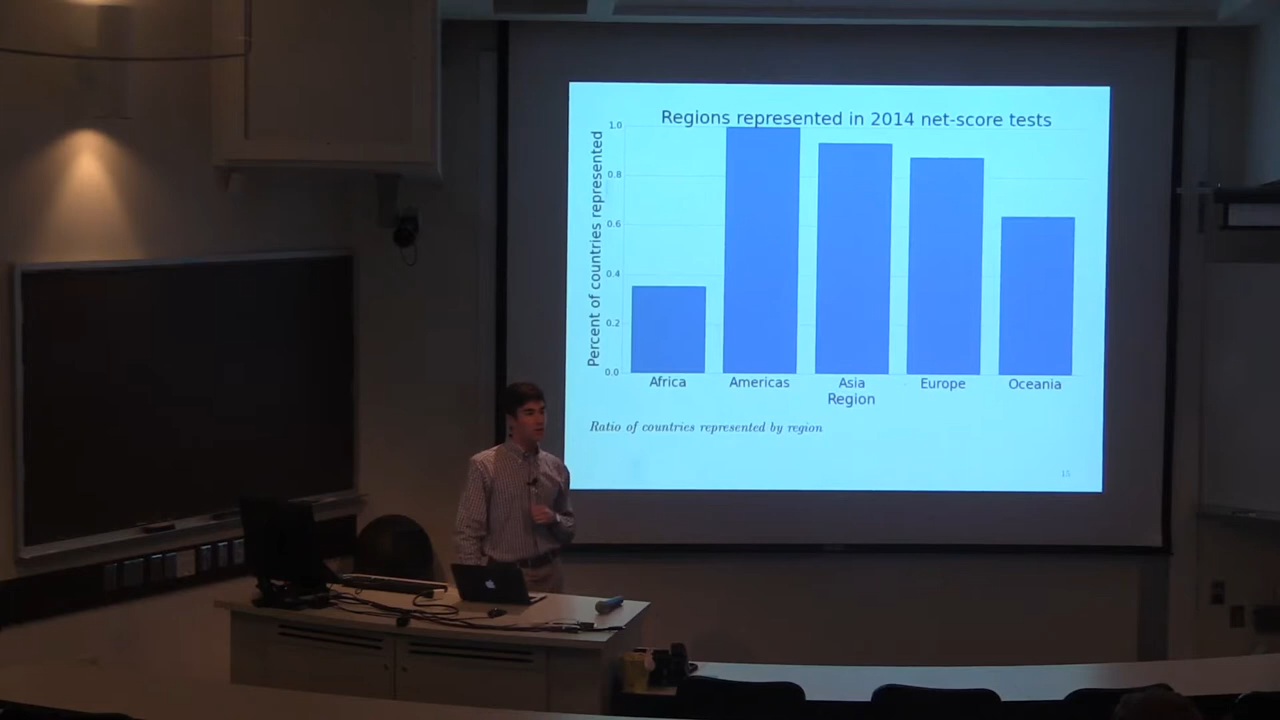 Regions represented in 2014 net-score tests
Percent of countries represented
1.0
0.8
0.6
0.4
0.2
0.0
Africa
Americas
Asia
Europe
Oceania
Region
Ratio of countries represented by region
15